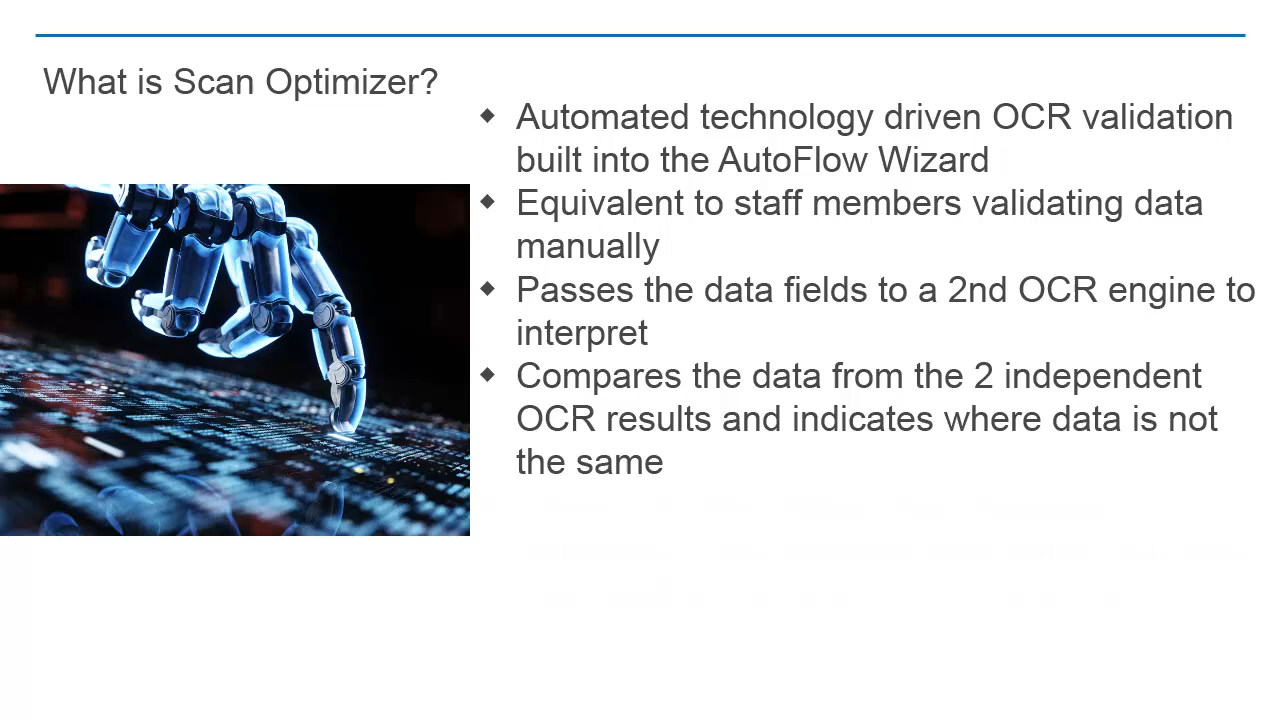 What is Scan Optimizer?
◆ Automated technology driven OCR validation
built into the AutoFlow Wizard
◆ Equivalent to staff members validating data
manually
◆ Passes the data fields to a 2nd OCR engine to
interpret
◆ Compares the data from the 2 independent
OCR results and indicates where data is not
the same